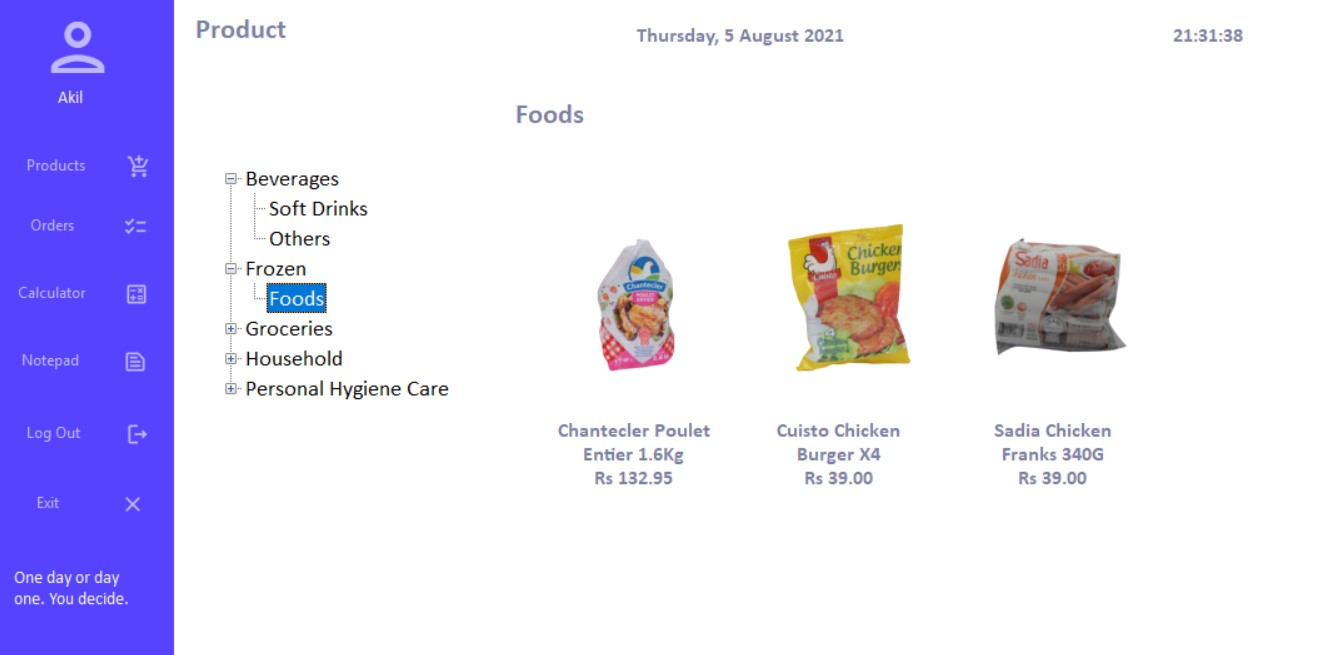 Product
Thursday, 5 August 2021
21:31:38
Akil
Products
Orders
Calculator
Notepad
Log Out
Exit
One day or day
one. You decide.
Foods
Beverages
Soft Drinks
Others
Frozen
Foods
Groceries
Household
Personal Hygiene Care
Chantecler
Cuisto
Chicken
Burger
Sadia
Chantecler Poulet
Entier 1.6Kg
Rs 132.95
Cuisto Chicken
Burger X4
Rs 39.00
Sadia Chicken
Franks 340G
Rs 39.00